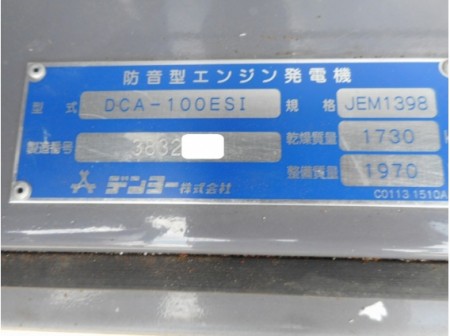 防音型エンジン発電機
型式 DCA-100ESI 規格 JEM1398
製造番号 3832 乾燥質量 1730
整備質量 1970
デンヨー株式会社
C0113 1510A